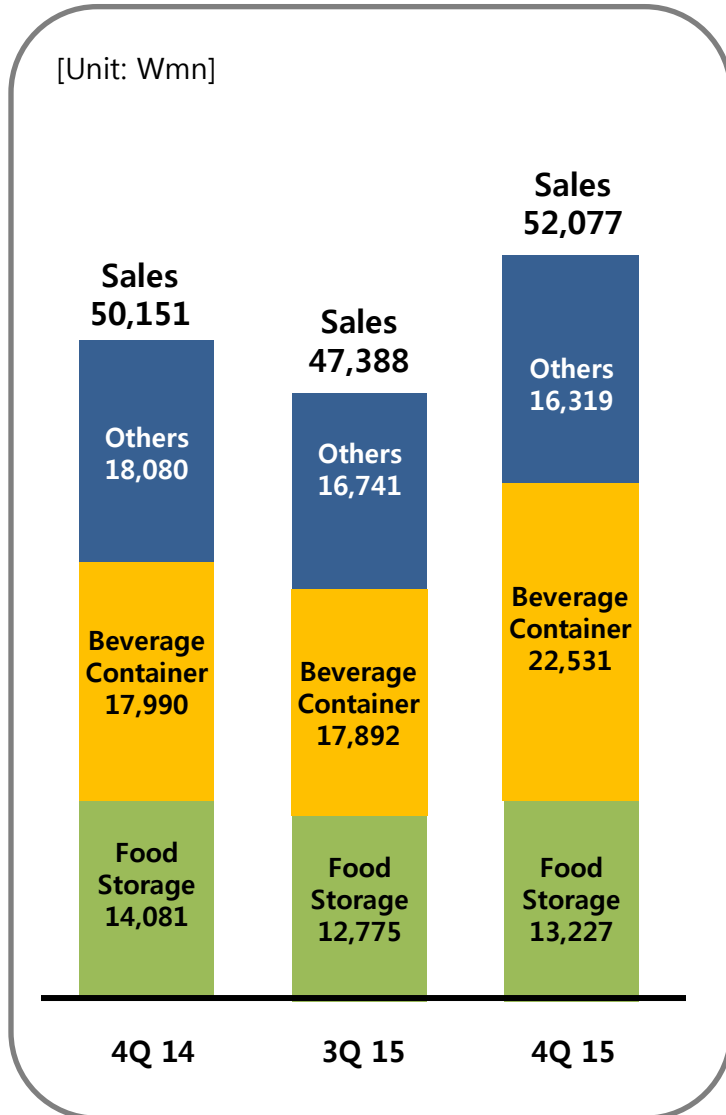 [Unit: Wmn]
Sales
50,151
Others
18,080
Beverage
Container
17,990
Food
Storage
14,081
4Q 14
Sales
47,388
Others
16,741
Beverage
Container
17,892
Food
Storage
12,775
3Q 15
Sales
52,077
Others
16,319
Beverage
Container
22,531
Food
Storage
13,227
4Q 15